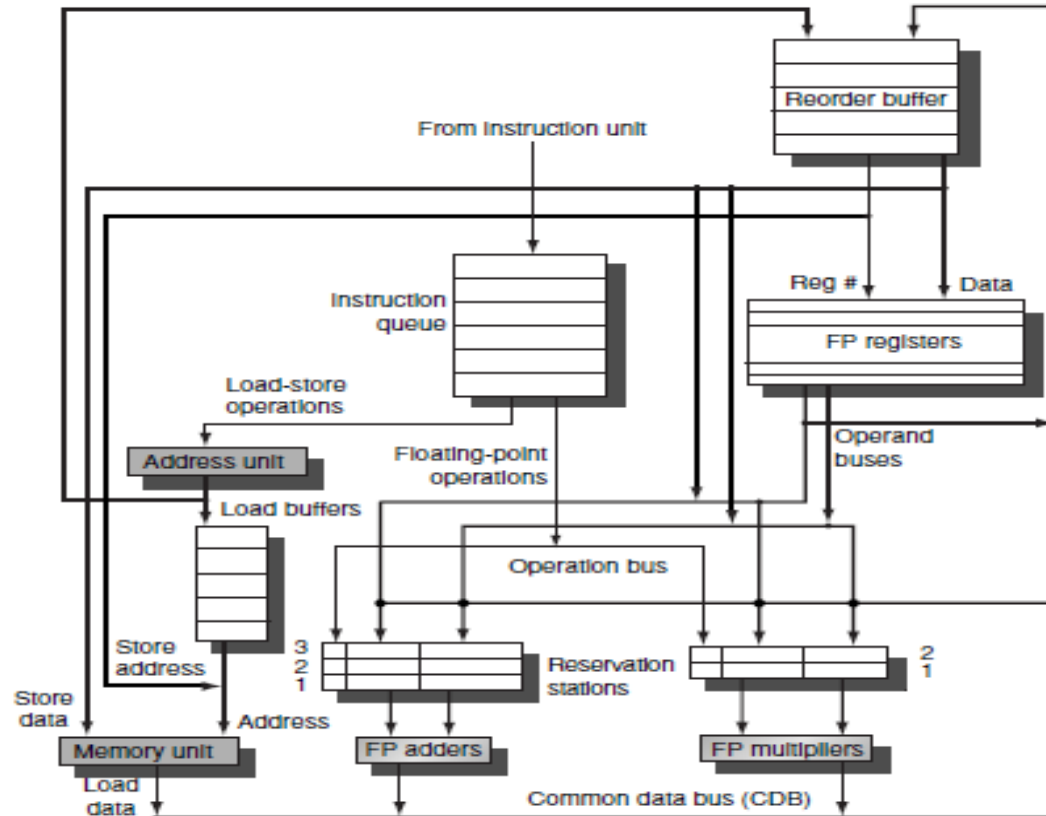 Reorder buffer
From instruction unit
Reg #
Data
Instruction
queue
FP registers
Load-store
operations
Operand
buses
Address unit
Floating-point
operations
Load buffers
Operation bus
Store
address
3
2
1
Reservation
stations
2
1
Store
data
Address
Memory unit
FP adders
FP multipliers
Load
data
Common data bus (CDB)